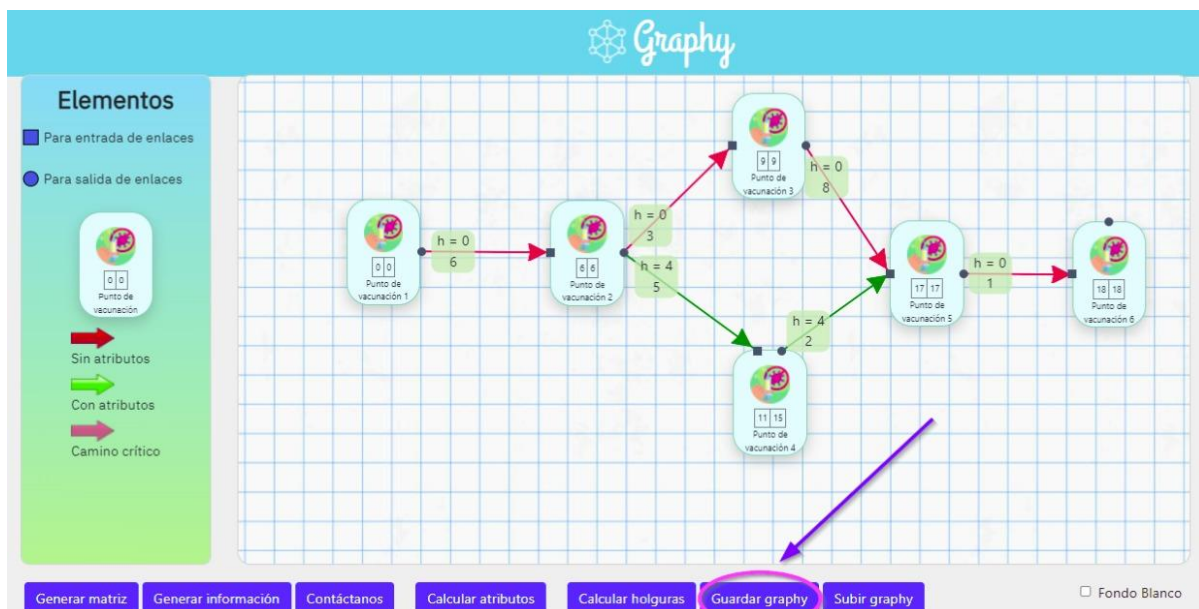 Graphy
Elementos
Para entrada de enlaces
Para salida de enlaces
0 0
Punto de
vacunación
Sin atributos
Con atributos
Camino crítico
0 0
Punto de
vacunación 1
h = 0
6
6 6
Punto de
vacunación 2
h = 0
3
h = 4
5
9 9
Punto de
vacunación 3
h = 0
8
11 15
Punto de
vacunación 4
h = 4
2
17 17
Punto de
vacunación 5
h = 0
1
18 18
Punto de
vacunación 6
Generar matriz
Generar información
Contáctanos
Calcular atributos
Calcular holguras
Guardar graphy
Subir graphy
Fondo Blanco